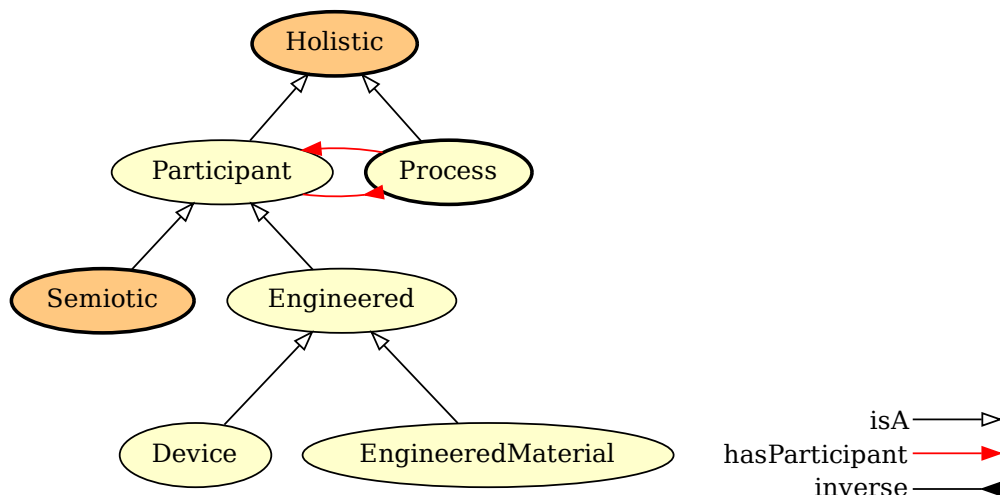 Holistic
Participant
Process
Semiotic
Engineered
Device
EngineeredMaterial
isA
hasParticipant
inverse